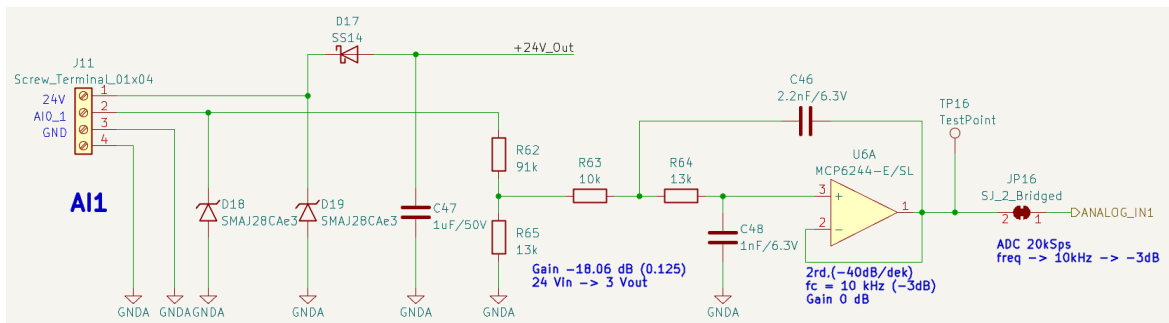 D17
SS14
+24V_Out
J11
Screw_Terminal_01x04
24V
1
AI0_1
2
GND
3
4
AI1
D18
SMAJ28CAe3
D19
SMAJ28CAe3
C47
1uF/50V
R62
91k
R65
13k
R63
10k
R64
13k
C46
2.2nF/6.3V
C48
1nF/6.3V
U6A
MCP6244-E/SL
3
+
2
-
1
TP16
TestPoint
JP16
SJ_2_Bridged
2
1
ANALOG_IN1
ADC 20kSps
freq -> 10kHz -> -3dB
Gain -18.06 dB (0.125)
24 Vin -> 3 Vout
2rd,(-40dB/dek)
fc = 10 kHz (-3dB)
Gain 0 dB
GNDA
GNDA
GNDA
GNDA
GNDA
GNDA
GNDA